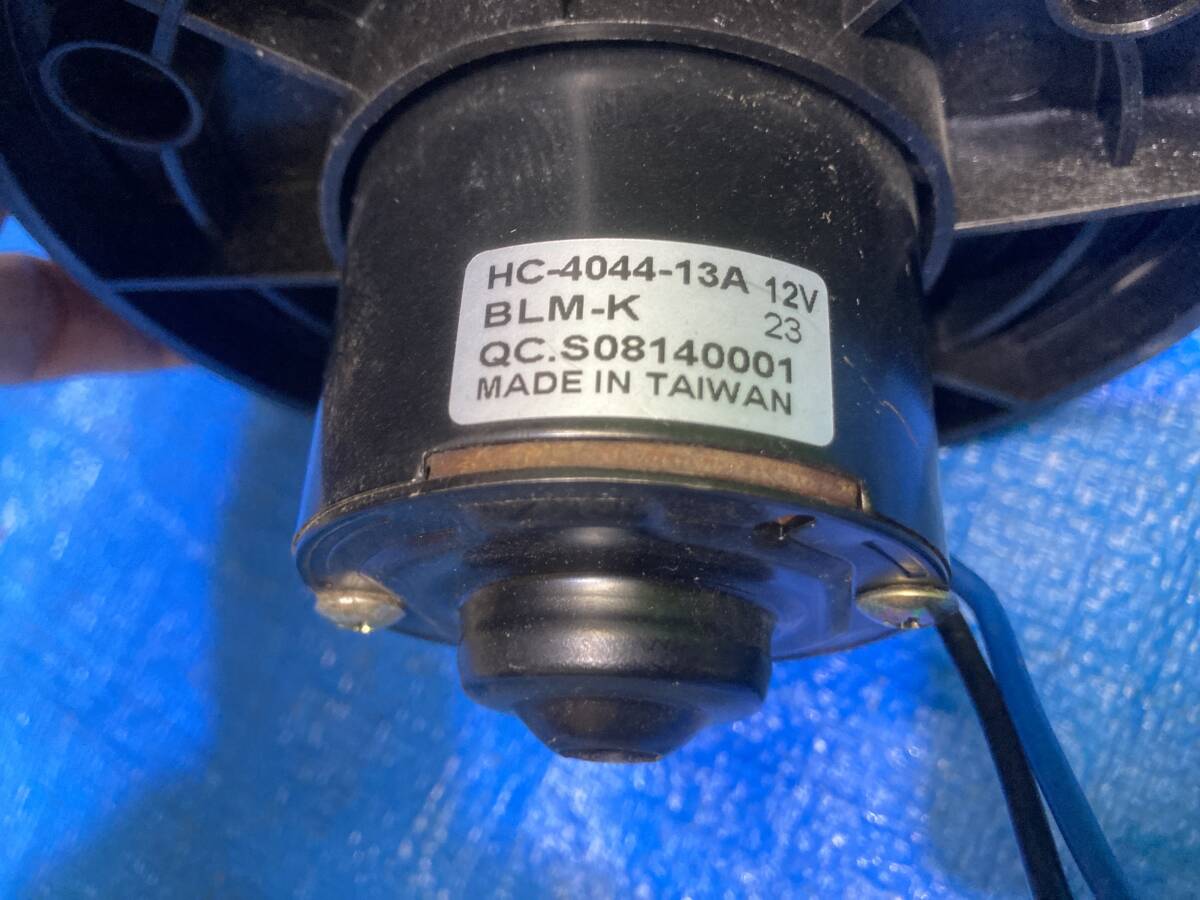 HC-4044-13A 12V
BLM-K 23
QC.S08140001
MADE IN TAIWAN